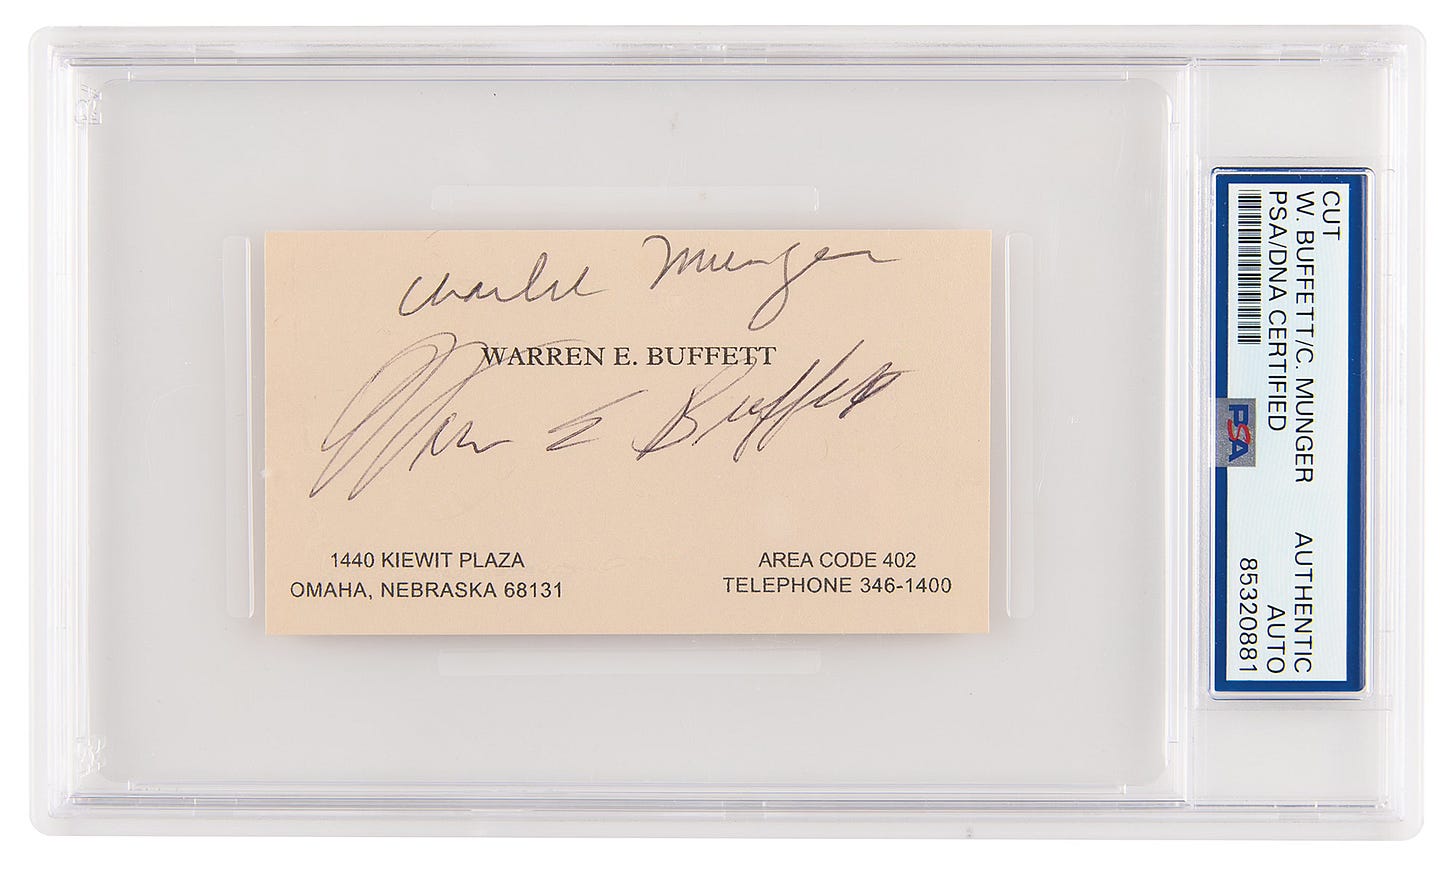 Charlie Munger
WARREN E. BUFFETT
Warren E Buffett
1440 KIEWIT PLAZA
OMAHA, NEBRASKA 68131
AREA CODE 402
TELEPHONE 346-1400
CUT
W. BUFFETT/C. MUNGER
PSA/DNA CERTIFIED
AUTHENTIC
AUTO
85320881
PSA